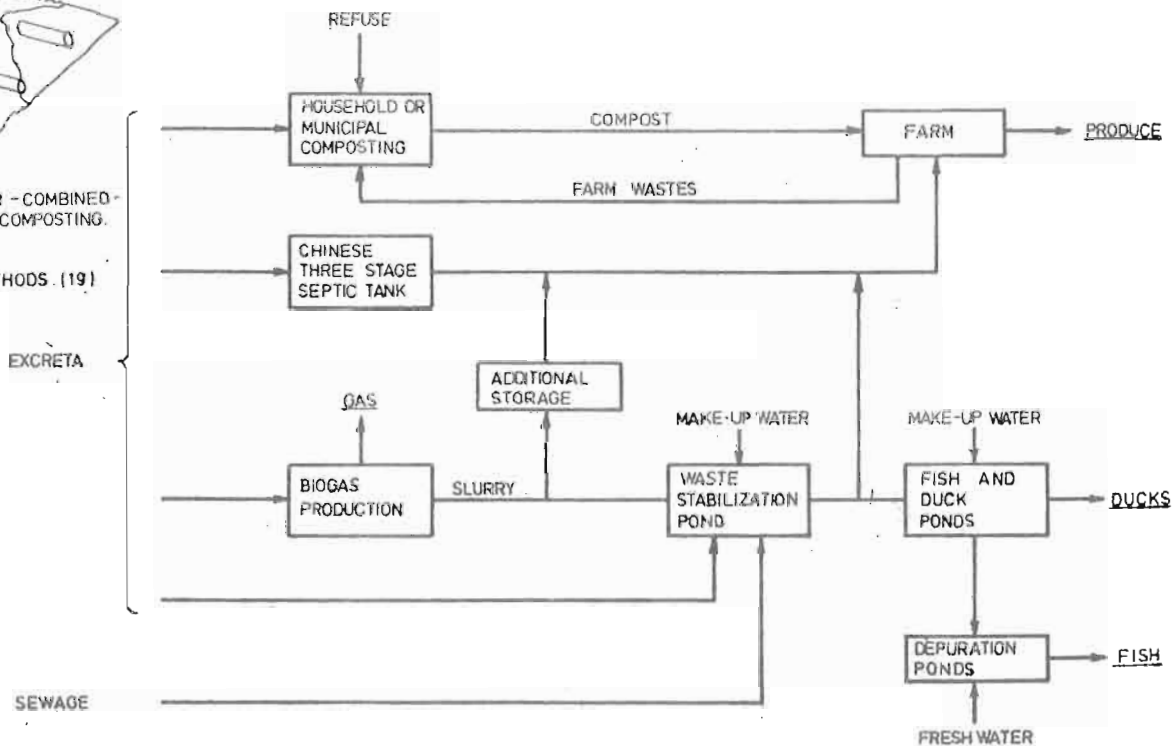 REFUSE
HOUSEHOLD OR
MUNICIPAL
COMPOSTING
COMPOST
FARM
PRODUCE
FARM WASTES
-COMBINED-
COMPOSTING.
CHINESE
THREE STAGE
SEPTIC TANK
(19)
EXCRETA
ADDITIONAL
STORAGE
GAS
MAKE-UP WATER
MAKE-UP WATER
BIOGAS
PRODUCTION
SLURRY
WASTE
STABILIZATION
POND
FISH AND
DUCK
PONDS
DUCKS
DEPURATION
PONDS
FISH
SEWAGE
FRESH WATER